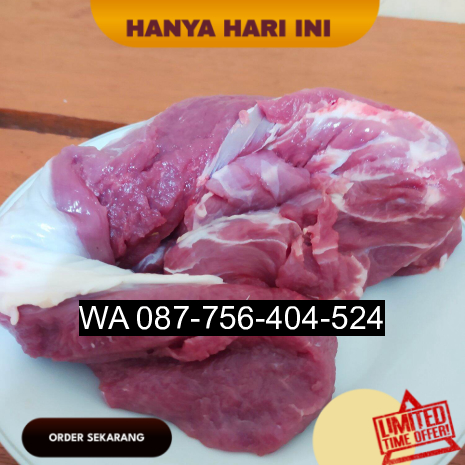 HANYA HARI INI
WA 087-756-404-524
ORDER SEKARANG
LIMITED
TIME OFFER!